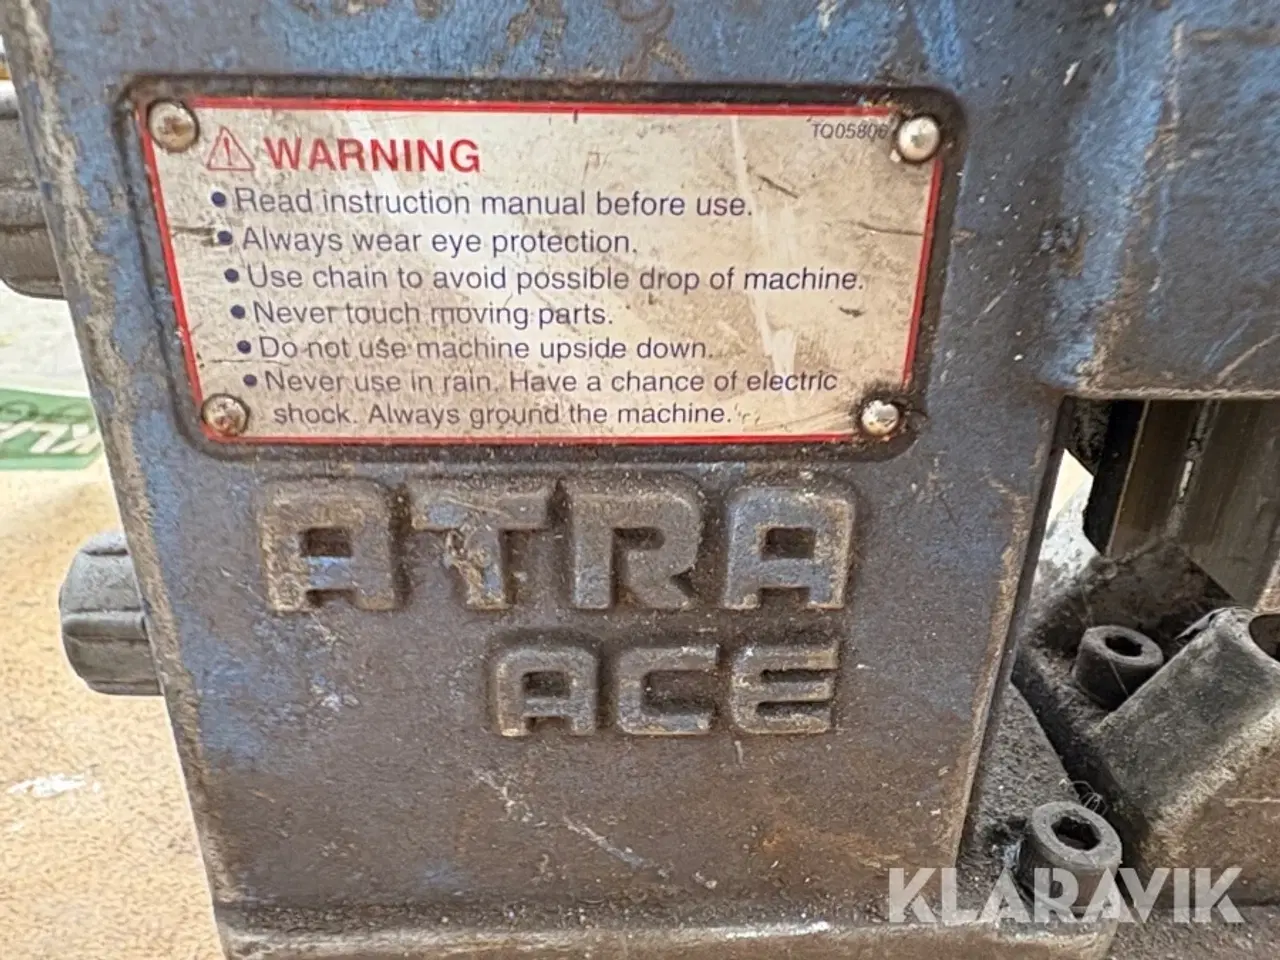 TQ05806
WARNING
• Read instruction manual before use.
• Always wear eye protection.
• Use chain to avoid possible drop of machine.
• Never touch moving parts.
• Do not use machine upside down.
• Never use in rain. Have a chance of electric
shock. Always ground the machine.
ATRA
ACE
KLARAVIK